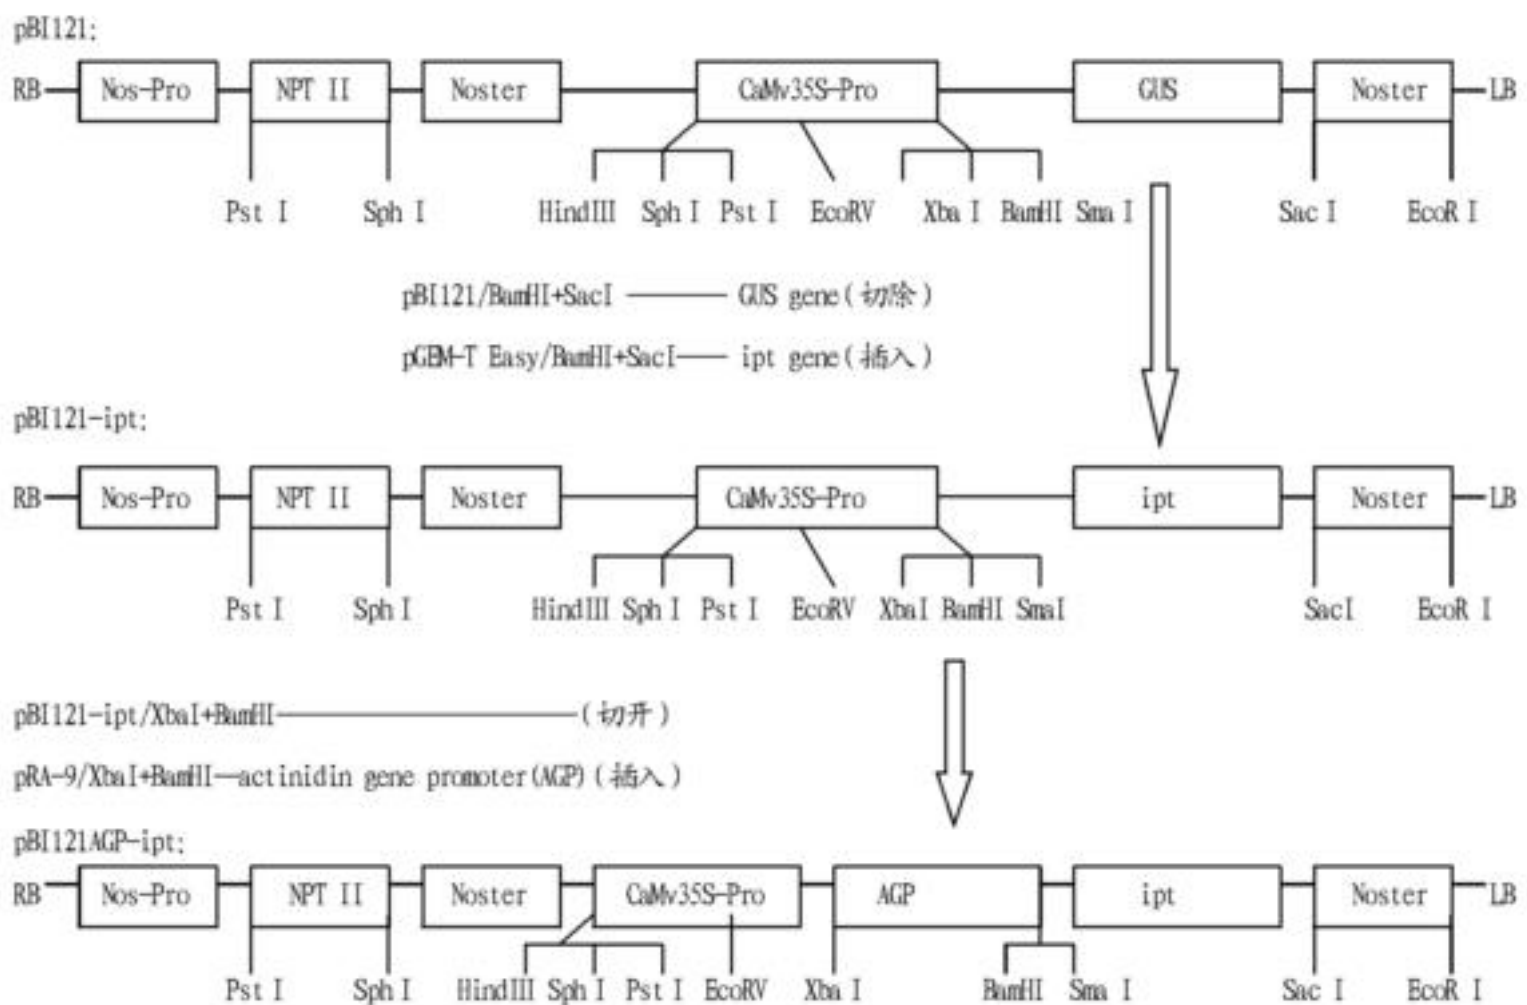 pBI121:
RB Nos-Pro NPT II Noster CaMv35S-Pro GUS Noster LB
Pst I Sph I HindIII Sph I Pst I EcoRV Xba I BamHI Sma I Sac I EcoR I
pBI121/BamHI+SacI —— GUS gene(切除)
pGEM-T Easy/BamHI+SacI—— ipt gene(插入)
pBI121-ipt:
RB Nos-Pro NPT II Noster CaMv35S-Pro ipt Noster LB
Pst I Sph I HindIII Sph I Pst I EcoRV XbaI BamHI SmaI SacI EcoR I
pBI121-ipt/XbaI+BamHI——————(切开)
pRA-9/XbaI+BamHI—actinidin gene promoter(AGP)(插入)
pBI121AGP-ipt:
RB Nos-Pro NPT II Noster CaMv35S-Pro AGP ipt Noster LB
Pst I Sph I HindIII Sph I Pst I EcoRV Xba I BamHI Sma I Sac I EcoR I